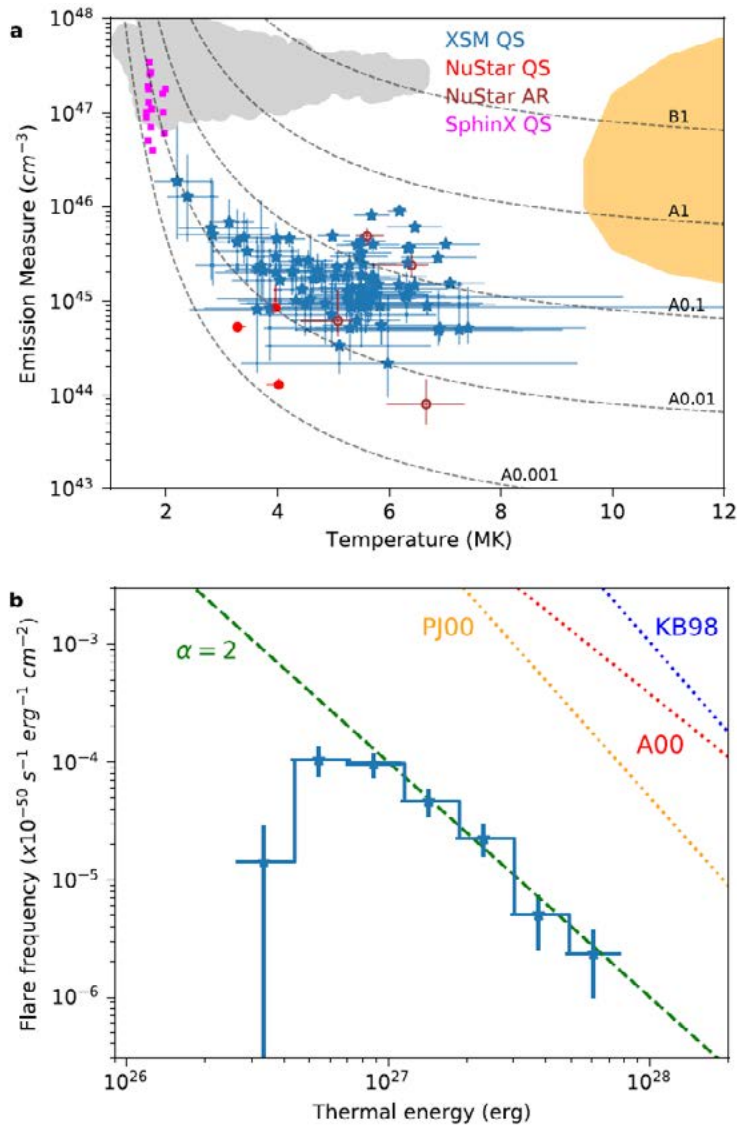 a
10^48
10^47
10^46
10^45
10^44
10^43
Emission Measure (cm^−3)
XSM QS
NuStar QS
NuStar AR
SphinX QS
B1
A1
A0.1
A0.01
A0.001
2 4 6 8 10 12
Temperature (MK)
b
10^−3
10^−4
10^−5
10^−6
Flare frequency (x10^−50 s^−1 erg^−1 cm^−2)
α = 2
PJ00
KB98
A00
10^26 10^27 10^28
Thermal energy (erg)